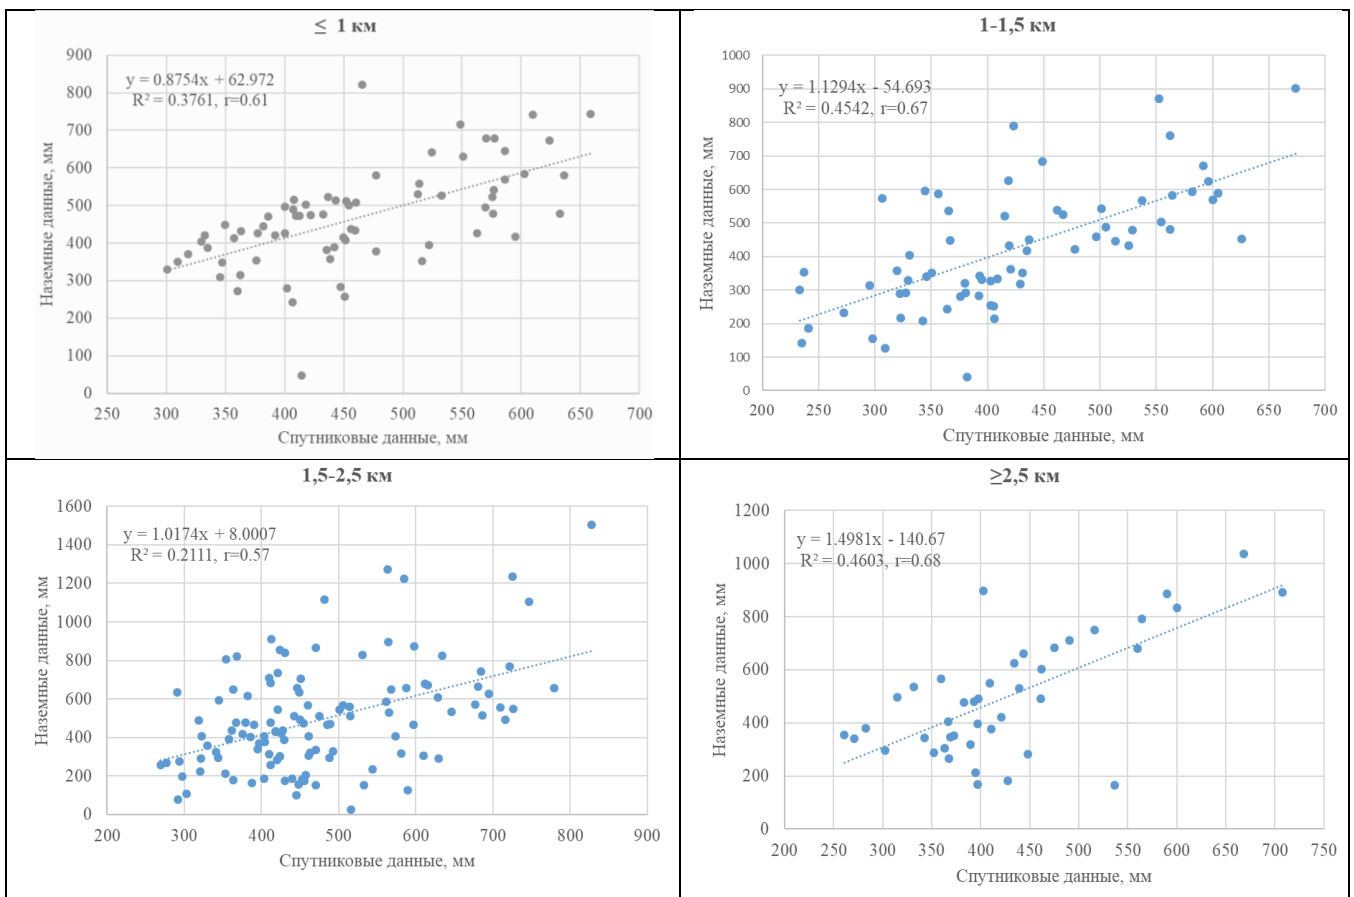 ≤ 1 км
y = 0.8754x + 62.972
R² = 0.3761, r=0.61
Наземные данные, мм
900
800
700
600
500
400
300
200
100
0
250 300 350 400 450 500 550 600 650 700
Спутниковые данные, мм
1-1,5 км
y = 1.1294x - 54.693
R² = 0.4542, r=0.67
Наземные данные, мм
1000
900
800
700
600
500
400
300
200
100
0
200 250 300 350 400 450 500 550 600 650 700
Спутниковые данные, мм
1,5-2,5 км
y = 1.0174x + 8.0007
R² = 0.2111, r=0.57
Наземные данные, мм
1600
1400
1200
1000
800
600
400
200
0
200 300 400 500 600 700 800 900
Спутниковые данные, мм
≥2,5 км
y = 1.4981x - 140.67
R² = 0.4603, r=0.68
Наземные данные, мм
1200
1000
800
600
400
200
0
200 250 300 350 400 450 500 550 600 650 700 750
Спутниковые данные, мм